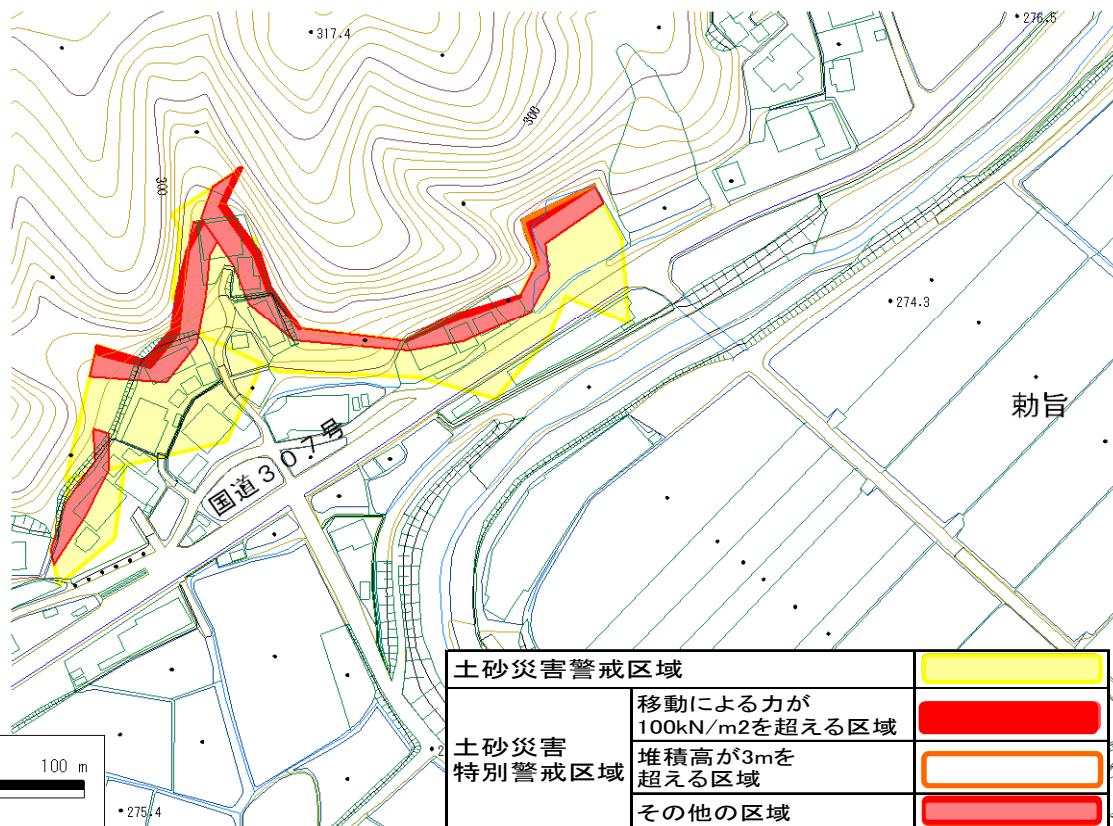 317.4
276.5
300
300
274.3
勅旨
国道307号
土砂災害警戒区域
移動による力が
100kN/m2を超える区域
土砂災害
特別警戒区域
堆積高が3mを
超える区域
その他の区域
100 m
275.4